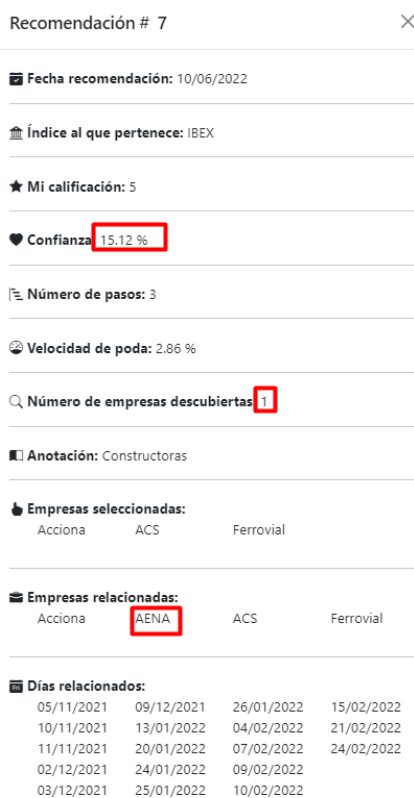 Recomendación # 7
Fecha recomendación: 10/06/2022
Índice al que pertenece: IBEX
Mi calificación: 5
Confianza 15.12 %
Número de pasos: 3
Velocidad de poda: 2.86 %
Número de empresas descubiertas 1
Anotación: Constructoras
Empresas seleccionadas:
Acciona ACS Ferrovial
Empresas relacionadas:
Acciona AENA ACS Ferrovial
Días relacionados:
05/11/2021 09/12/2021 26/01/2022 15/02/2022
10/11/2021 13/01/2022 04/02/2022 21/02/2022
11/11/2021 20/01/2022 07/02/2022 24/02/2022
02/12/2021 24/01/2022 09/02/2022
03/12/2021 25/01/2022 10/02/2022